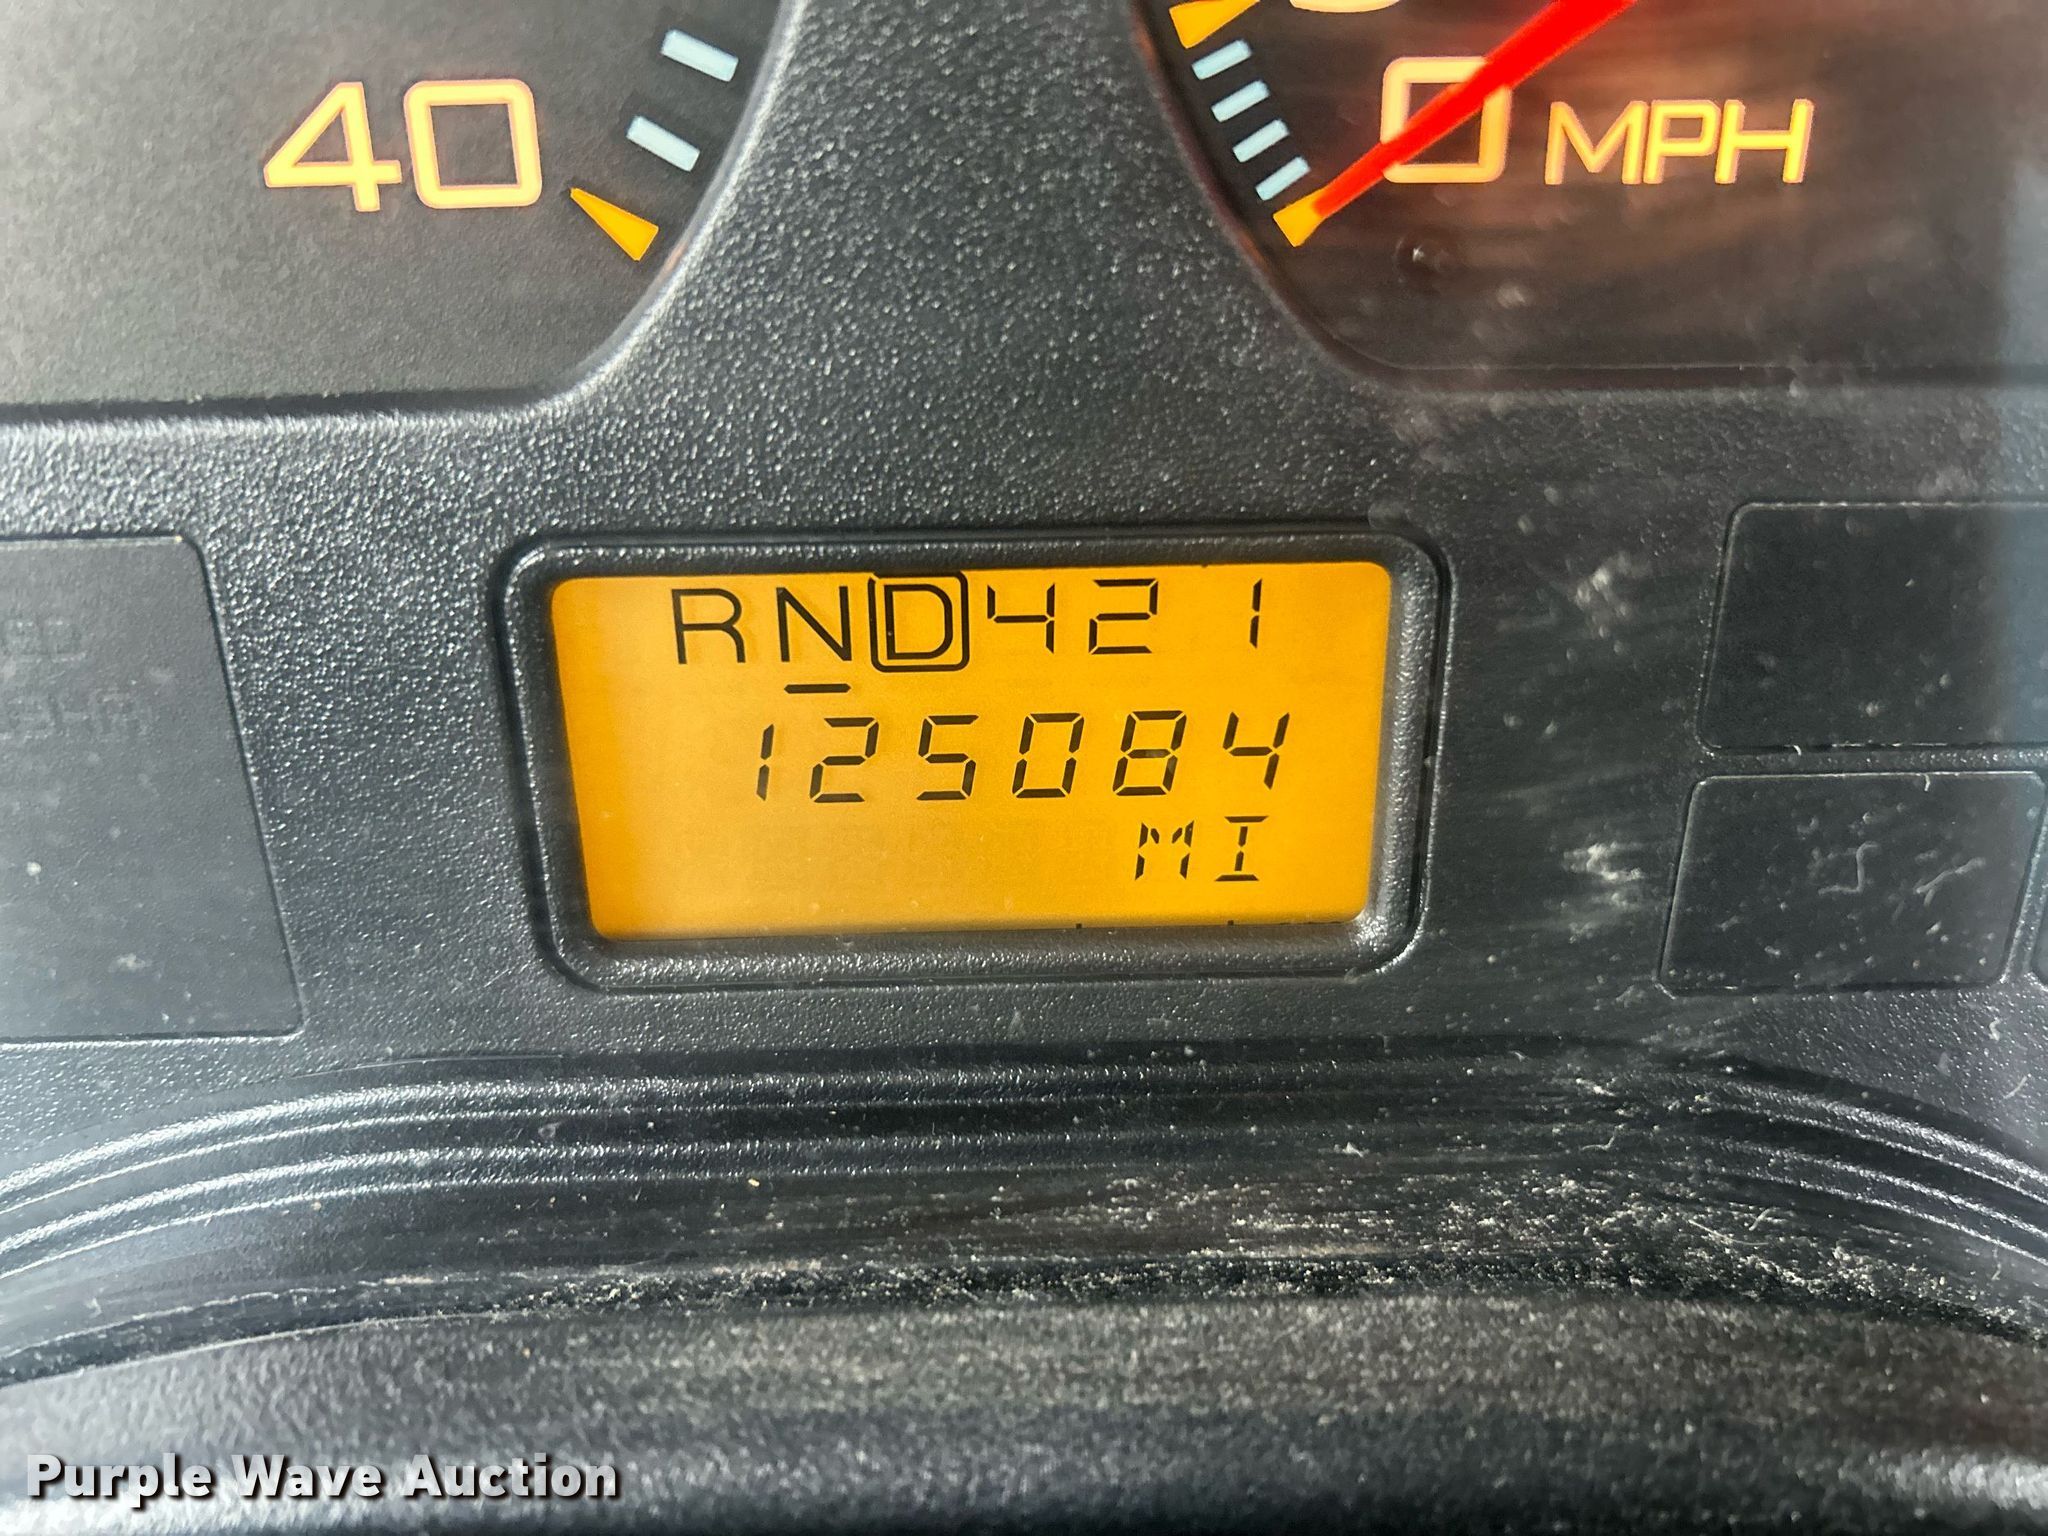 40
0 MPH
RND421
125084
MI
Purple Wave Auction